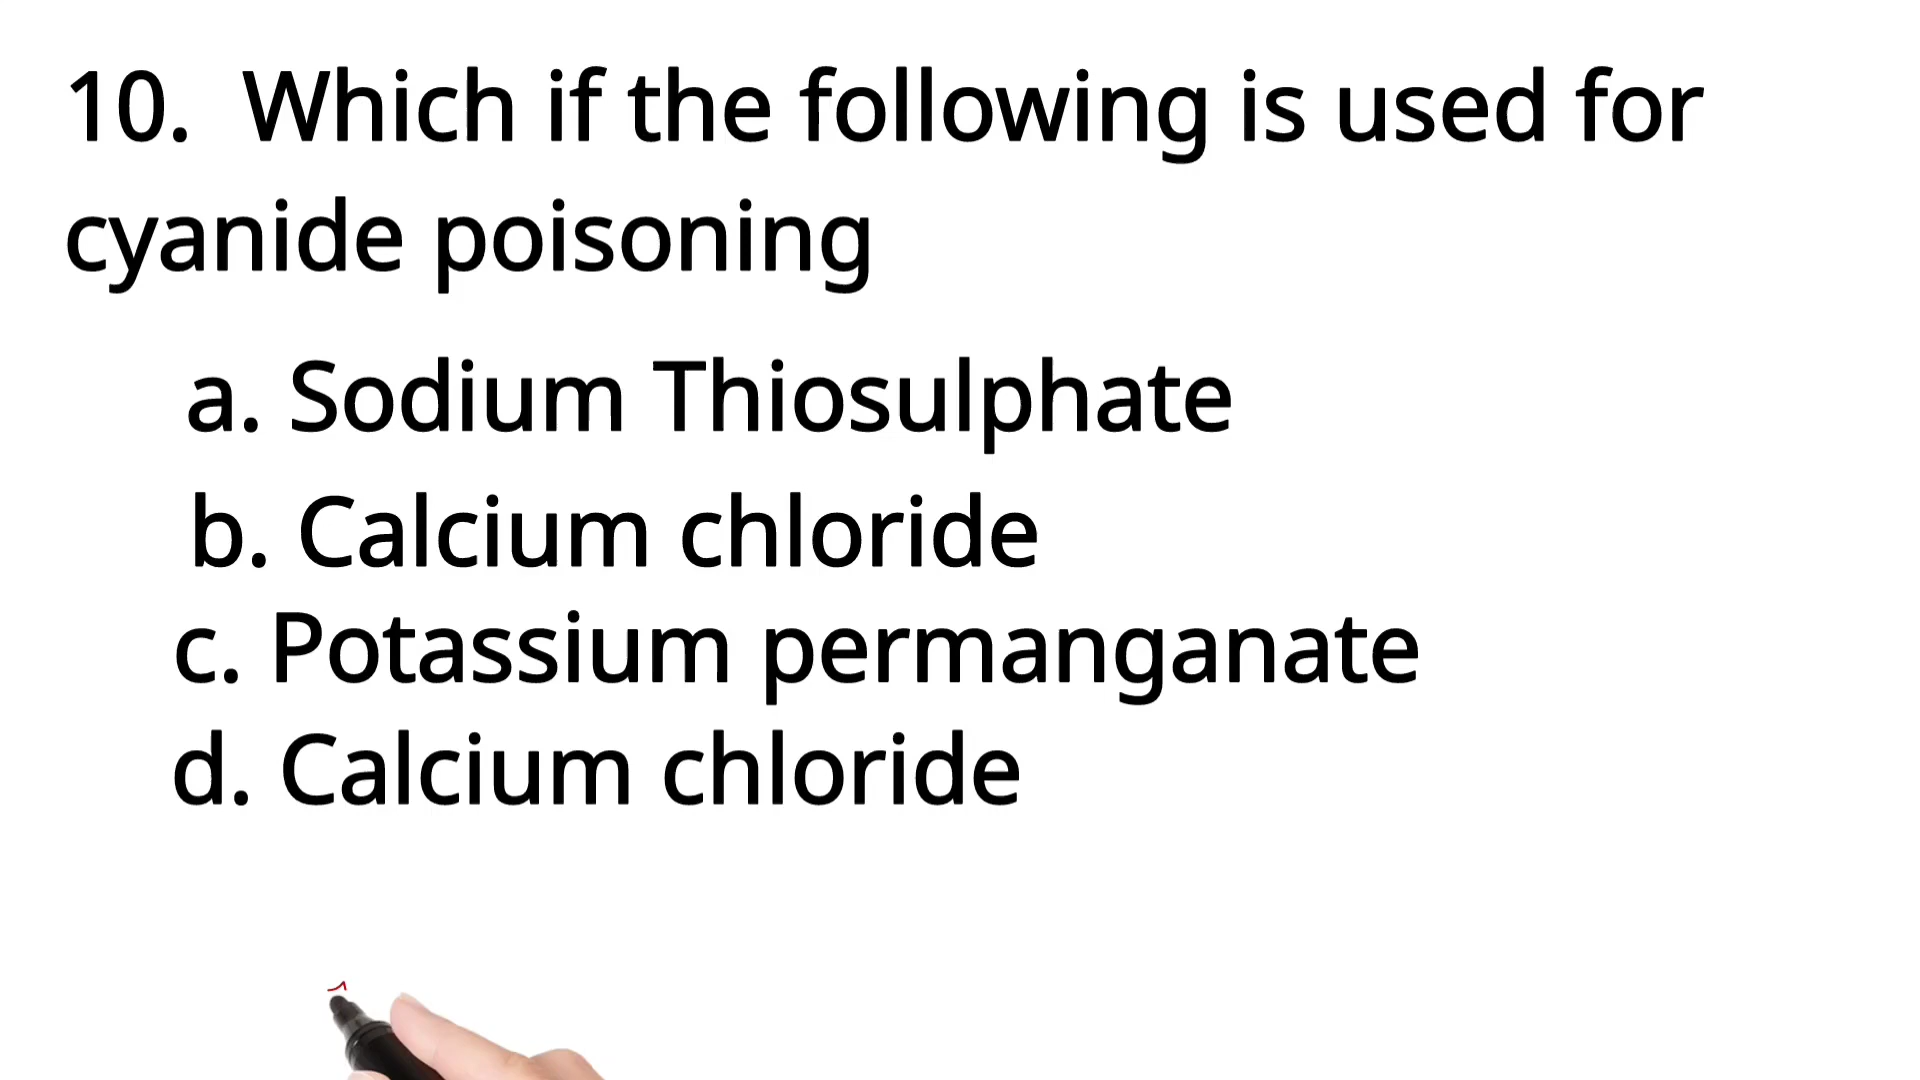 10. Which if the following is used for
cyanide poisoning
a. Sodium Thiosulphate
b. Calcium chloride
c. Potassium permanganate
d. Calcium chloride